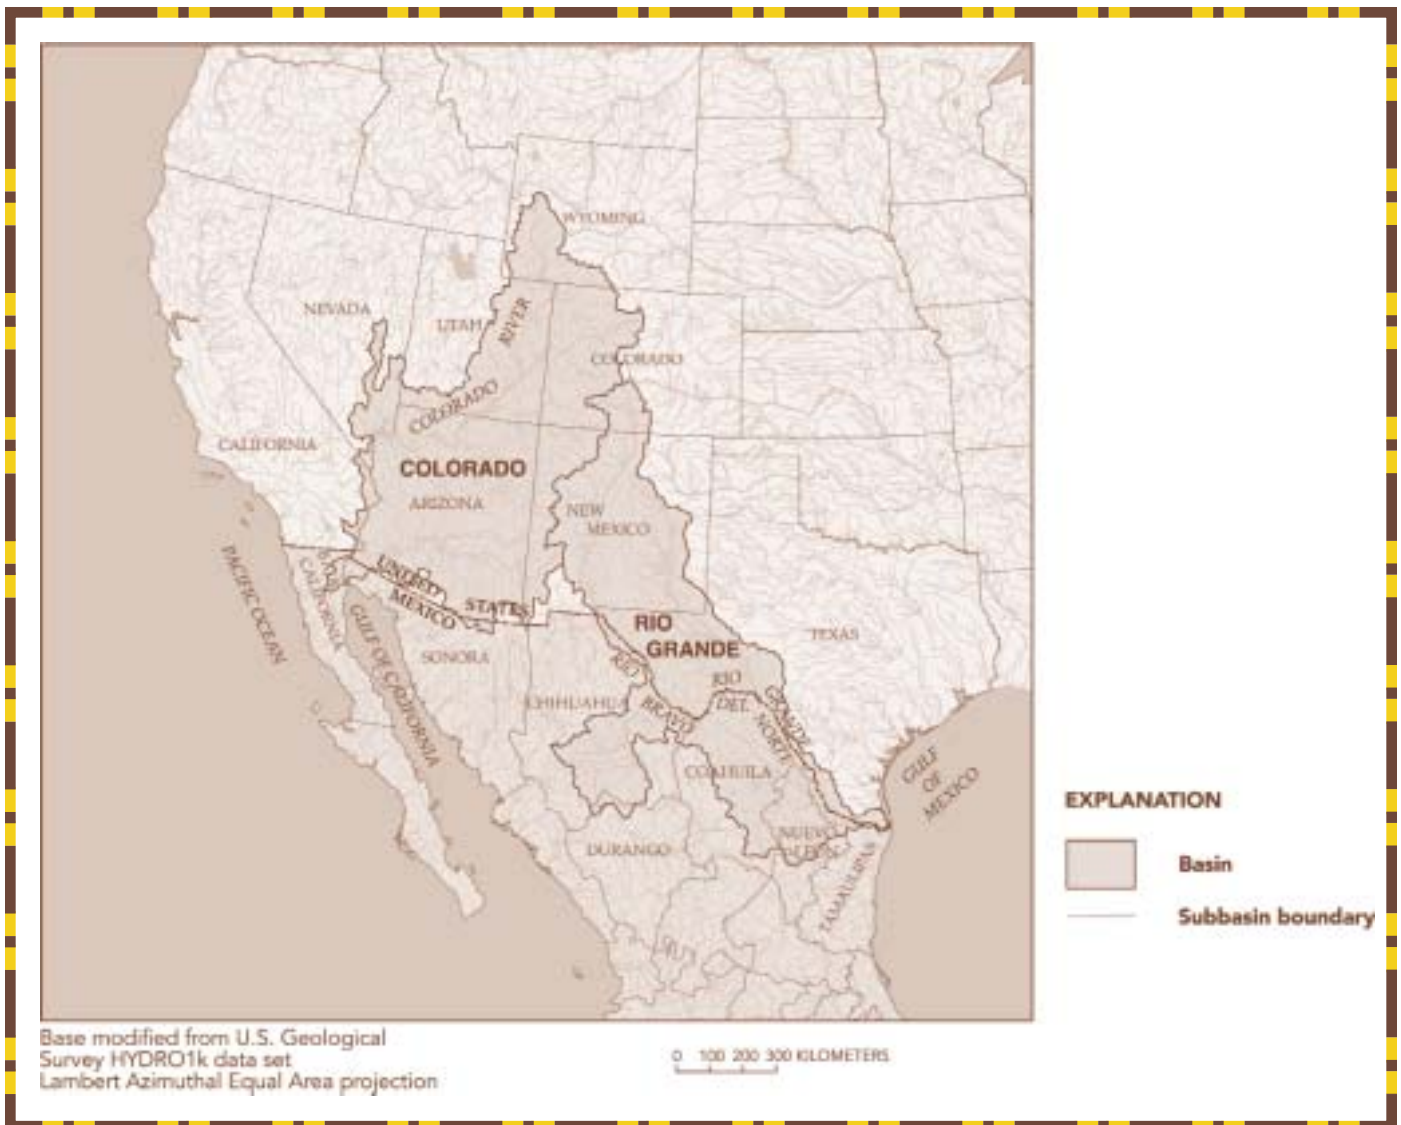 WYOMING
NEVADA
UTAH
RIVER
COLORADO
COLORADO
CALIFORNIA
COLORADO
ARIZONA
NEW
MEXICO
PACIFIC OCEAN
CALIFORNIA
UNITED
STATES
MEXICO
GULF OF CALIFORNIA
SONORA
RIO
GRANDE
TEXAS
RIO
RIO
GRANDE
CHIHUAHUA
BRAVO
DEL
NORTE
COAHUILA
GULF
OF
MEXICO
NUEVO
LEON
DURANGO
TAMAULIPAS
EXPLANATION
Basin
Subbasin boundary
Base modified from U.S. Geological
Survey HYDRO1k data set
Lambert Azimuthal Equal Area projection
0 100 200 300 KILOMETERS